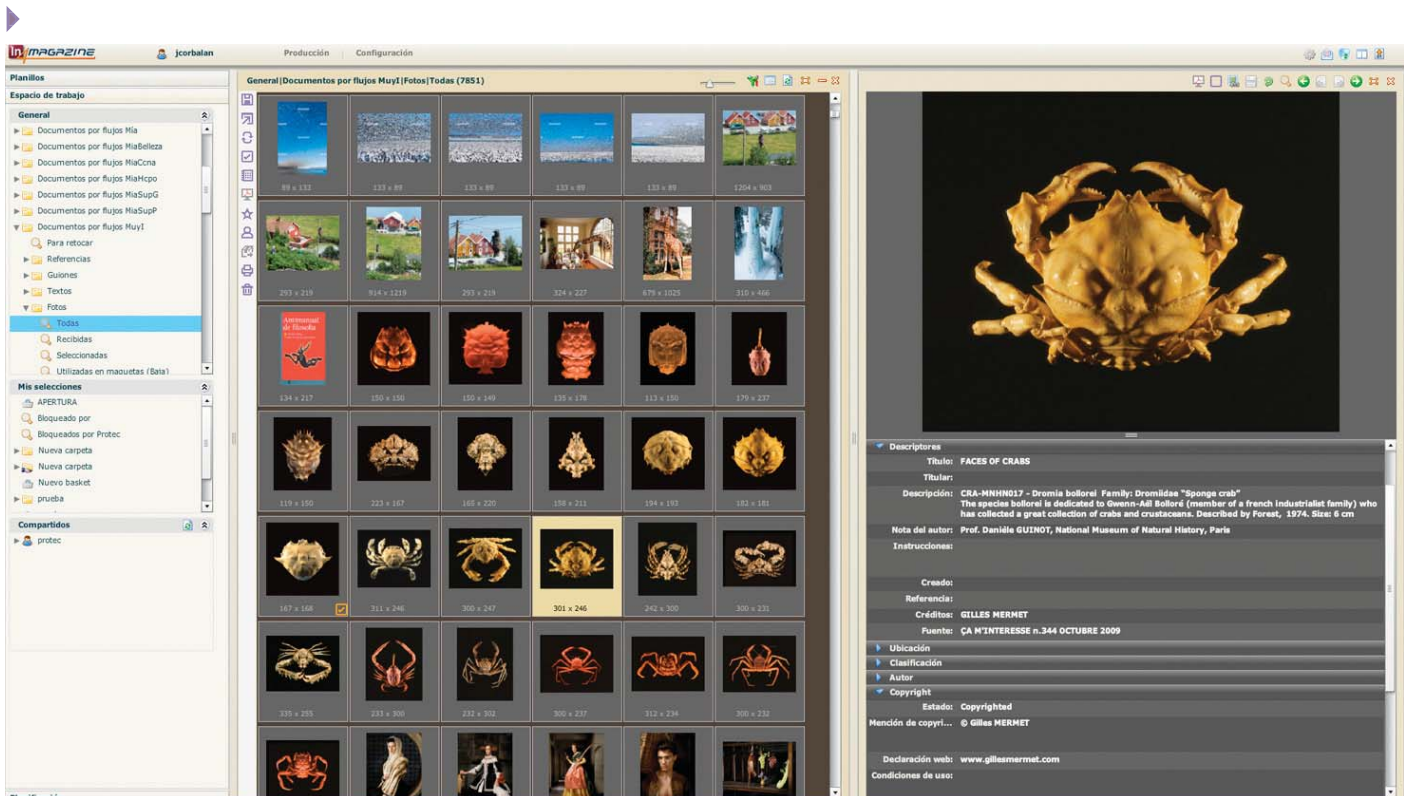 In/MAGAZINE
jcorbalan
Producción
Configuración
Planillos
Espacio de trabajo
General
Documentos por flujos Mía
Documentos por flujos MiaBelleza
Documentos por flujos MiaCcna
Documentos por flujos MiaHcpo
Documentos por flujos MiaSupG
Documentos por flujos MiaSupP
Documentos por flujos MuyI
Para retocar
Referencias
Guiones
Textos
Fotos
Todas
Recibidas
Seleccionadas
Utilizadas en maquetas (Baja)
Mis selecciones
APERTURA
Bloqueado por
Bloqueados por Protec
Nueva carpeta
Nueva carpeta
Nuevo basket
prueba
Compartidos
protec
General|Documentos por flujos MuyI|Fotos|Todas (7851)
89 x 133
133 x 89
133 x 89
133 x 89
133 x 89
1204 x 903
293 x 219
914 x 1219
293 x 219
324 x 227
679 x 1025
310 x 466
de filosofía
134 x 217
150 x 150
150 x 149
135 x 178
113 x 150
179 x 237
119 x 150
223 x 167
165 x 220
158 x 211
194 x 193
182 x 181
167 x 168
311 x 246
300 x 247
301 x 246
242 x 300
300 x 231
335 x 255
233 x 300
232 x 302
300 x 237
312 x 234
300 x 232
Descriptores
Título: FACES OF CRABS
Titular:
Descripción: CRA-MNHN017 - Dromia bollorei Family: Dromiidae "Sponge crab"
The species bollorei is dedicated to Gwenn-Aël Bolloré (member of a french industrialist family) who
has collected a great collection of crabs and crustaceans. Described by Forest, 1974. Size: 6 cm
Nota del autor: Prof. Danièle GUINOT, National Museum of Natural History, Paris
Instrucciones:
Creado:
Referencia:
Créditos: GILLES MERMET
Fuente: ÇA M'INTERESSE n.344 OCTUBRE 2009
Ubicación
Clasificación
Autor
Copyright
Estado: Copyrighted
Mención de copyri... © Gilles MERMET
Declaración web: www.gillesmermet.com
Condiciones de uso: